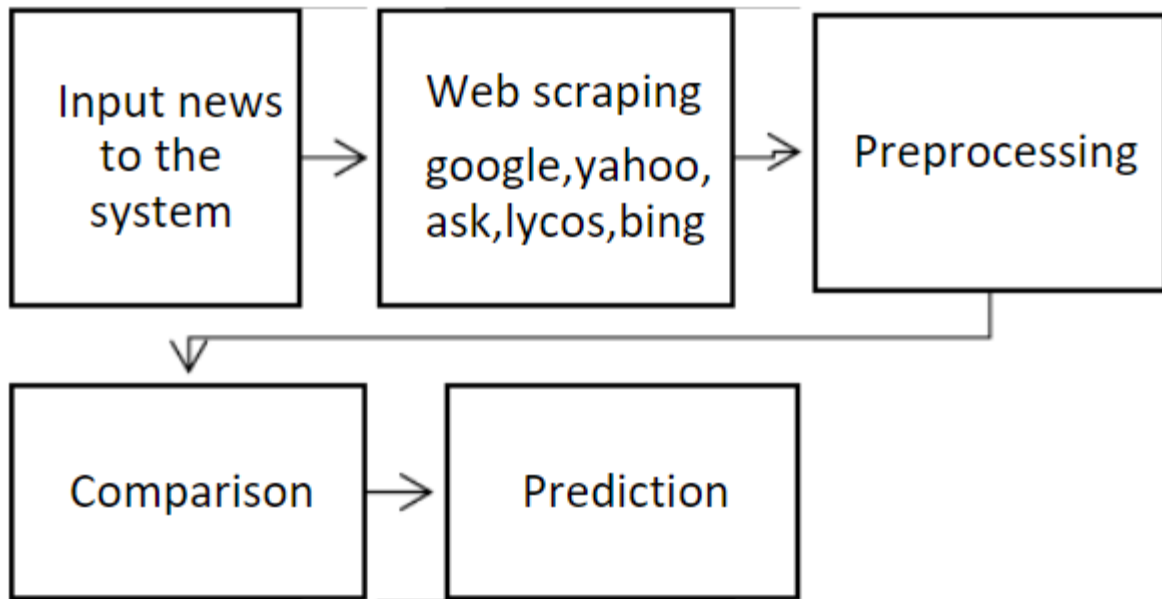 Input news
to the
system
Web scraping
google,yahoo,
ask,lycos,bing
Preprocessing
Comparison
Prediction